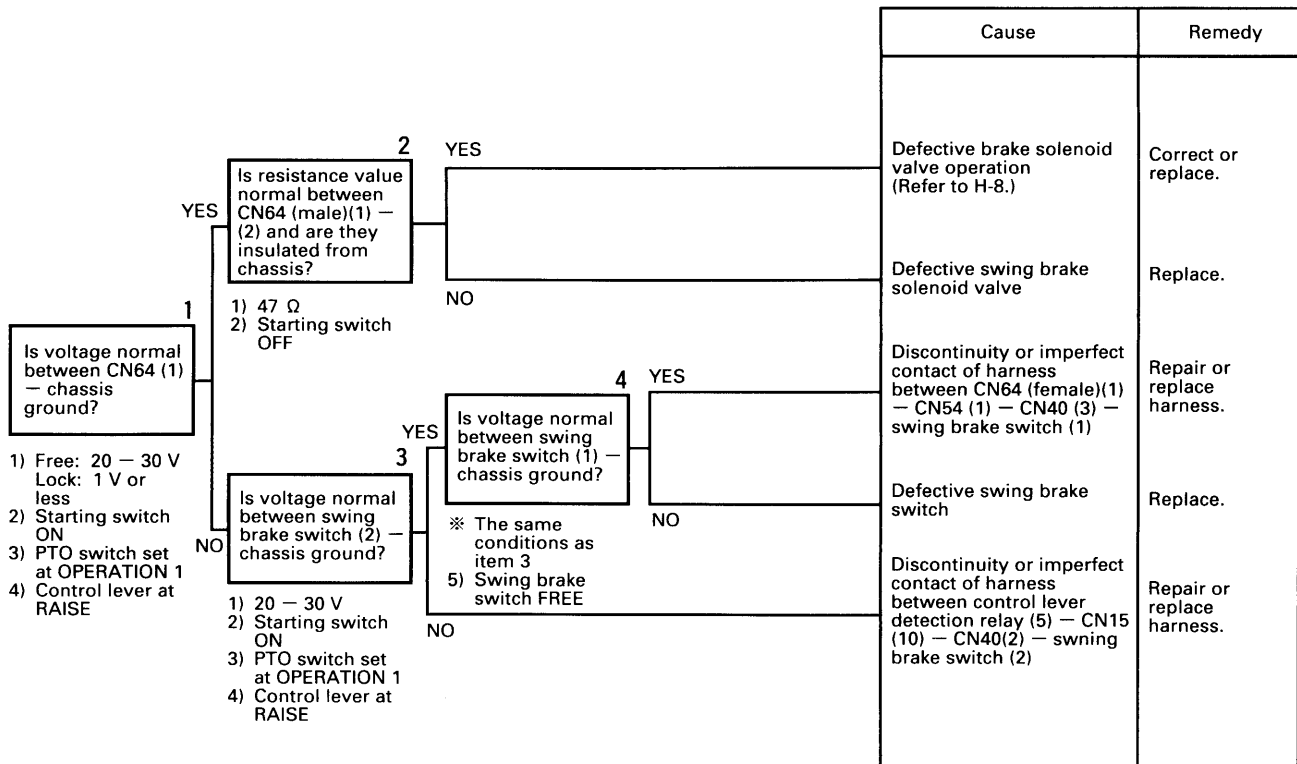 Cause
Remedy
1
Is voltage normal
between CN64 (1)
— chassis
ground?
1) Free: 20 — 30 V
Lock: 1 V or
less
2) Starting switch
ON
3) PTO switch set
at OPERATION 1
4) Control lever at
RAISE
YES
2
Is resistance value
normal between
CN64 (male)(1) —
(2) and are they
insulated from
chassis?
1) 47 Ω
2) Starting switch
OFF
YES
Defective brake solenoid
valve operation
(Refer to H-8.)
Correct or
replace.
NO
Defective swing brake
solenoid valve
Replace.
NO
3
Is voltage normal
between swing
brake switch (2) —
chassis ground?
1) 20 — 30 V
2) Starting switch
ON
3) PTO switch set
at OPERATION 1
4) Control lever at
RAISE
YES
4
Is voltage normal
between swing
brake switch (1) —
chassis ground?
※ The same
conditions as
item 3
5) Swing brake
switch FREE
YES
Discontinuity or imperfect
contact of harness
between CN64 (female)(1)
— CN54 (1) — CN40 (3) —
swing brake switch (1)
Repair or
replace
harness.
NO
Defective swing brake
switch
Replace.
NO
Discontinuity or imperfect
contact of harness
between control lever
detection relay (5) — CN15
(10) — CN40(2) — swning
brake switch (2)
Repair or
replace
harness.